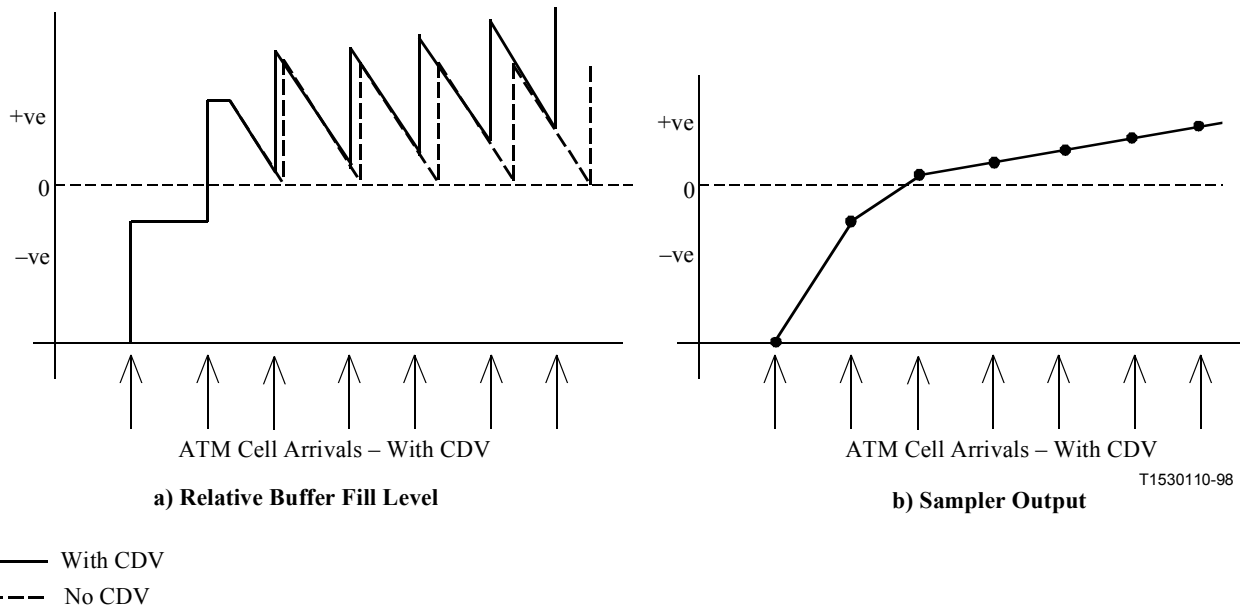 +ve
0
–ve
ATM Cell Arrivals – With CDV
a) Relative Buffer Fill Level
+ve
0
–ve
ATM Cell Arrivals – With CDV
T1530110-98
b) Sampler Output
With CDV
No CDV